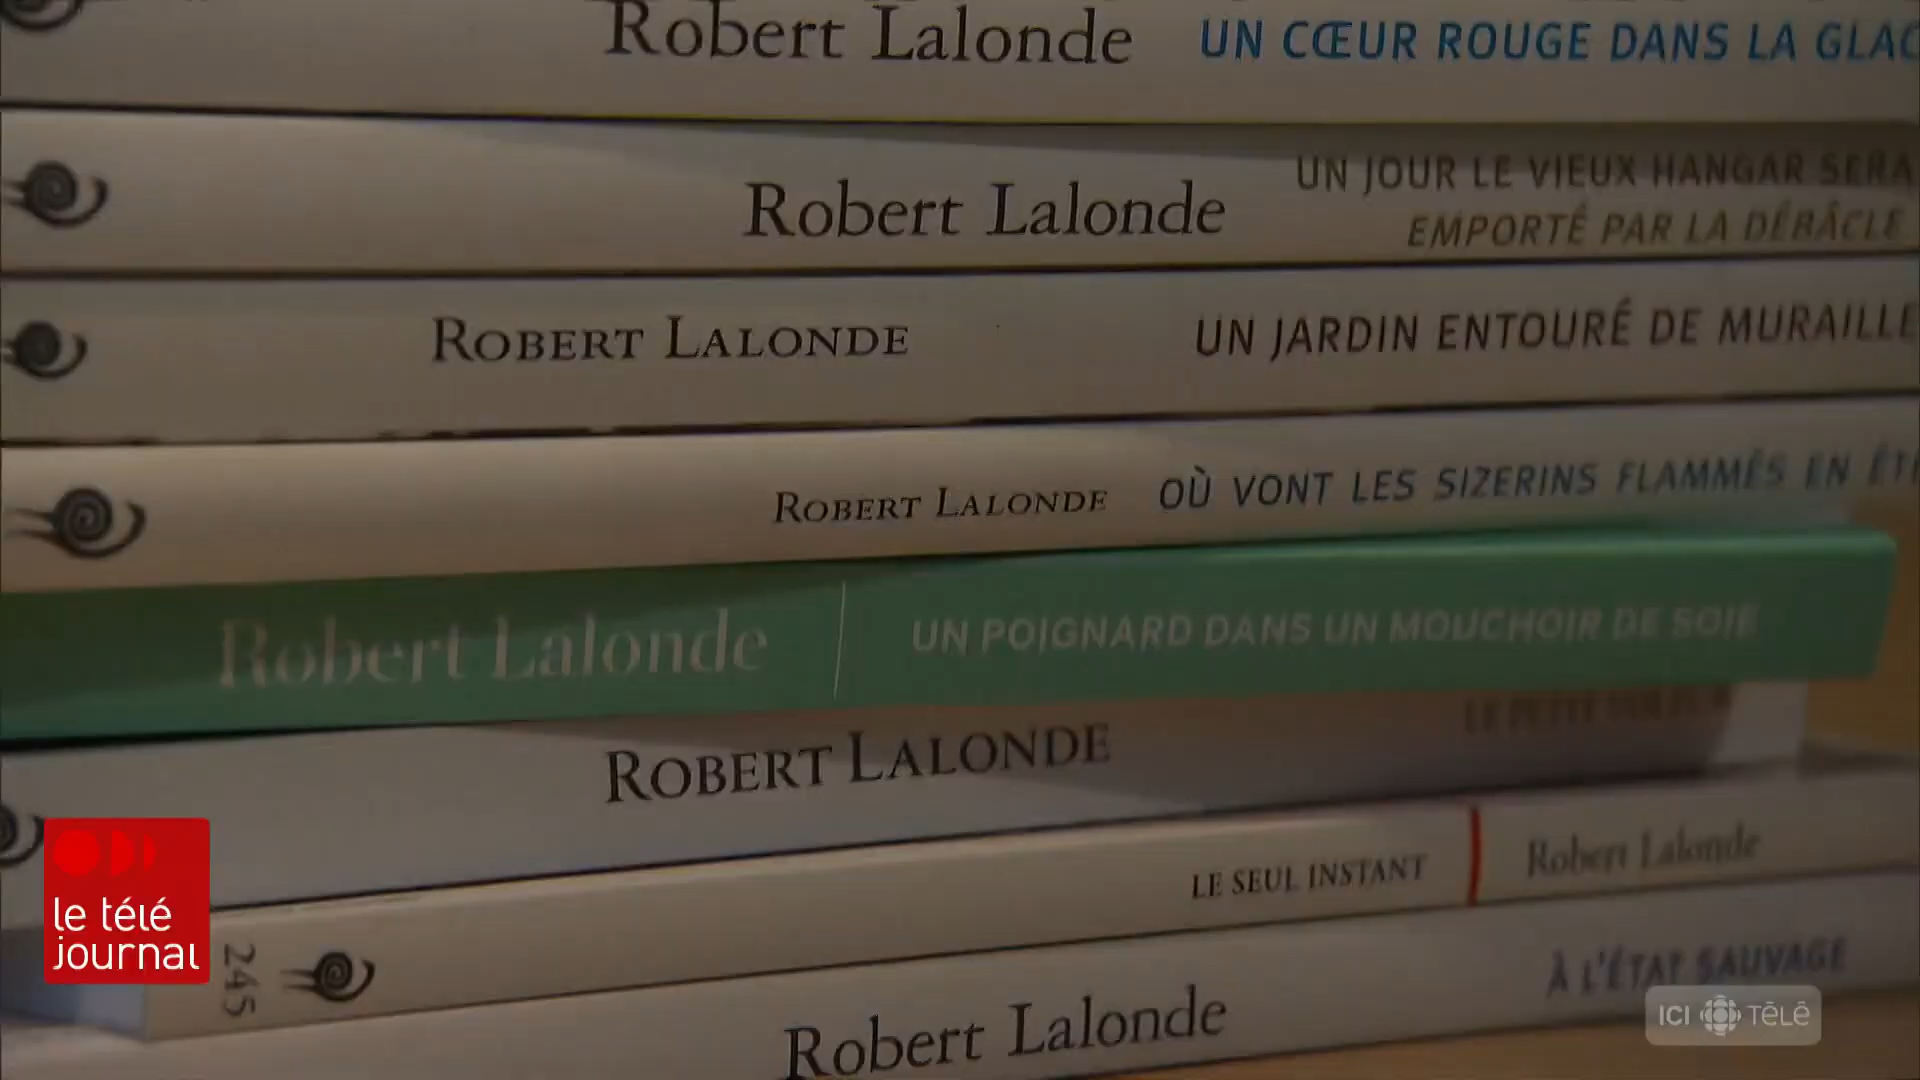 Robert Lalonde UN CŒUR ROUGE DANS LA GLAC
Robert Lalonde UN JOUR LE VIEUX HANGAR SERA
EMPORTÉ PAR LA DÉBÂCLE
ROBERT LALONDE UN JARDIN ENTOURÉ DE MURAILLE
ROBERT LALONDE OÙ VONT LES SIZERINS FLAMMÉS EN ÉT
Robert Lalonde UN POIGNARD DANS UN MOUCHOIR DE SOIE
ROBERT LALONDE LE PETIT VOLEUR
LE SEUL INSTANT Robert Lalonde
245
Robert Lalonde À L'ÉTAT SAUVAGE
le télé
journal
ICI TÉLÉ